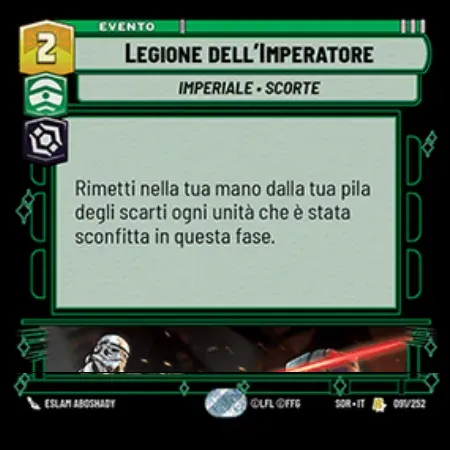 EVENTO
2
LEGIONE DELL'IMPERATORE
IMPERIALE • SCORTE
Rimetti nella tua mano dalla tua pila
degli scarti ogni unità che è stata
sconfitta in questa fase.
ESLAM ABOSHADY
©LFL ©FFG
SOR • IT
091/252